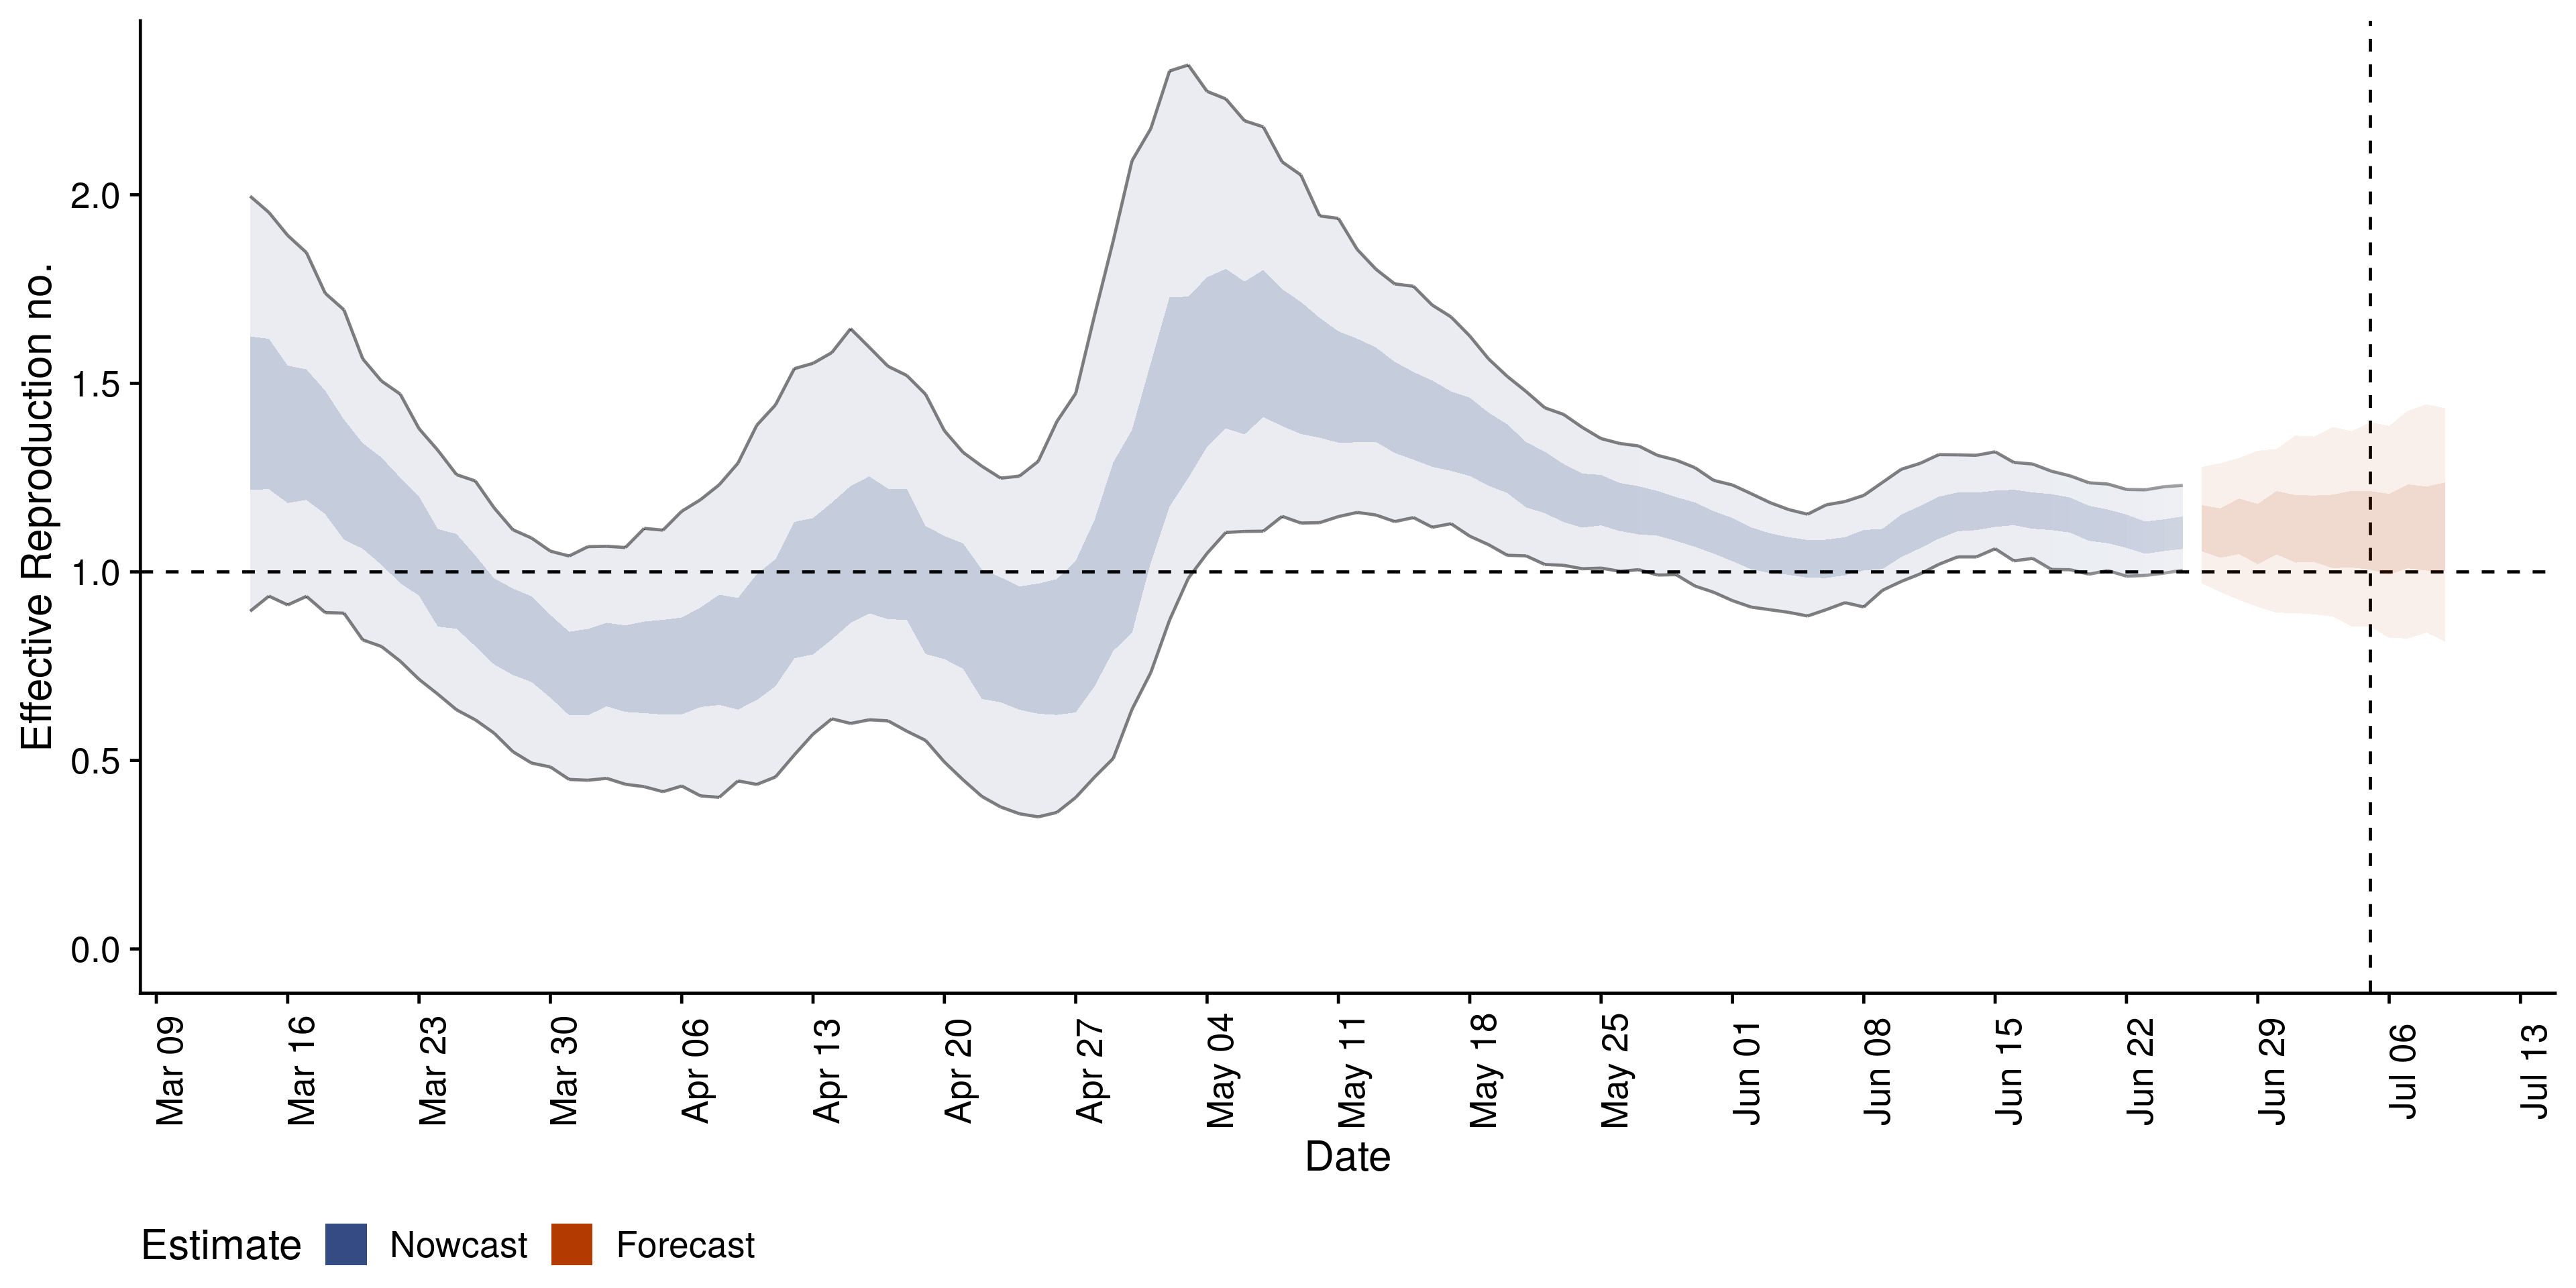 Effective Reproduction no.
2.0
1.5
1.0
0.5
0.0
Mar 09
Mar 16
Mar 23
Mar 30
Apr 06
Apr 13
Apr 20
Apr 27
May 04
May 11
May 18
May 25
Jun 01
Jun 08
Jun 15
Jun 22
Jun 29
Jul 06
Jul 13
Date
Estimate Nowcast Forecast